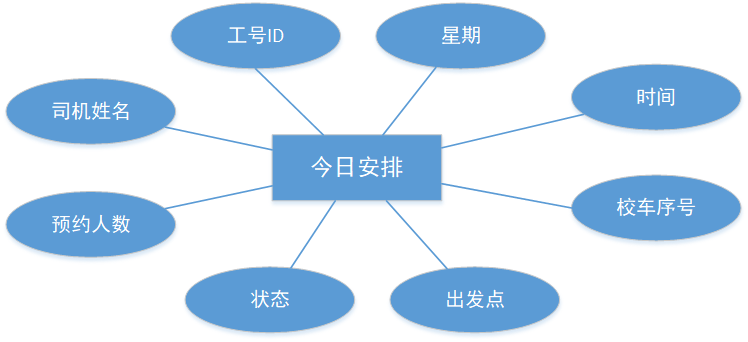 工号ID
星期
司机姓名
时间
今日安排
预约人数
校车序号
状态
出发点